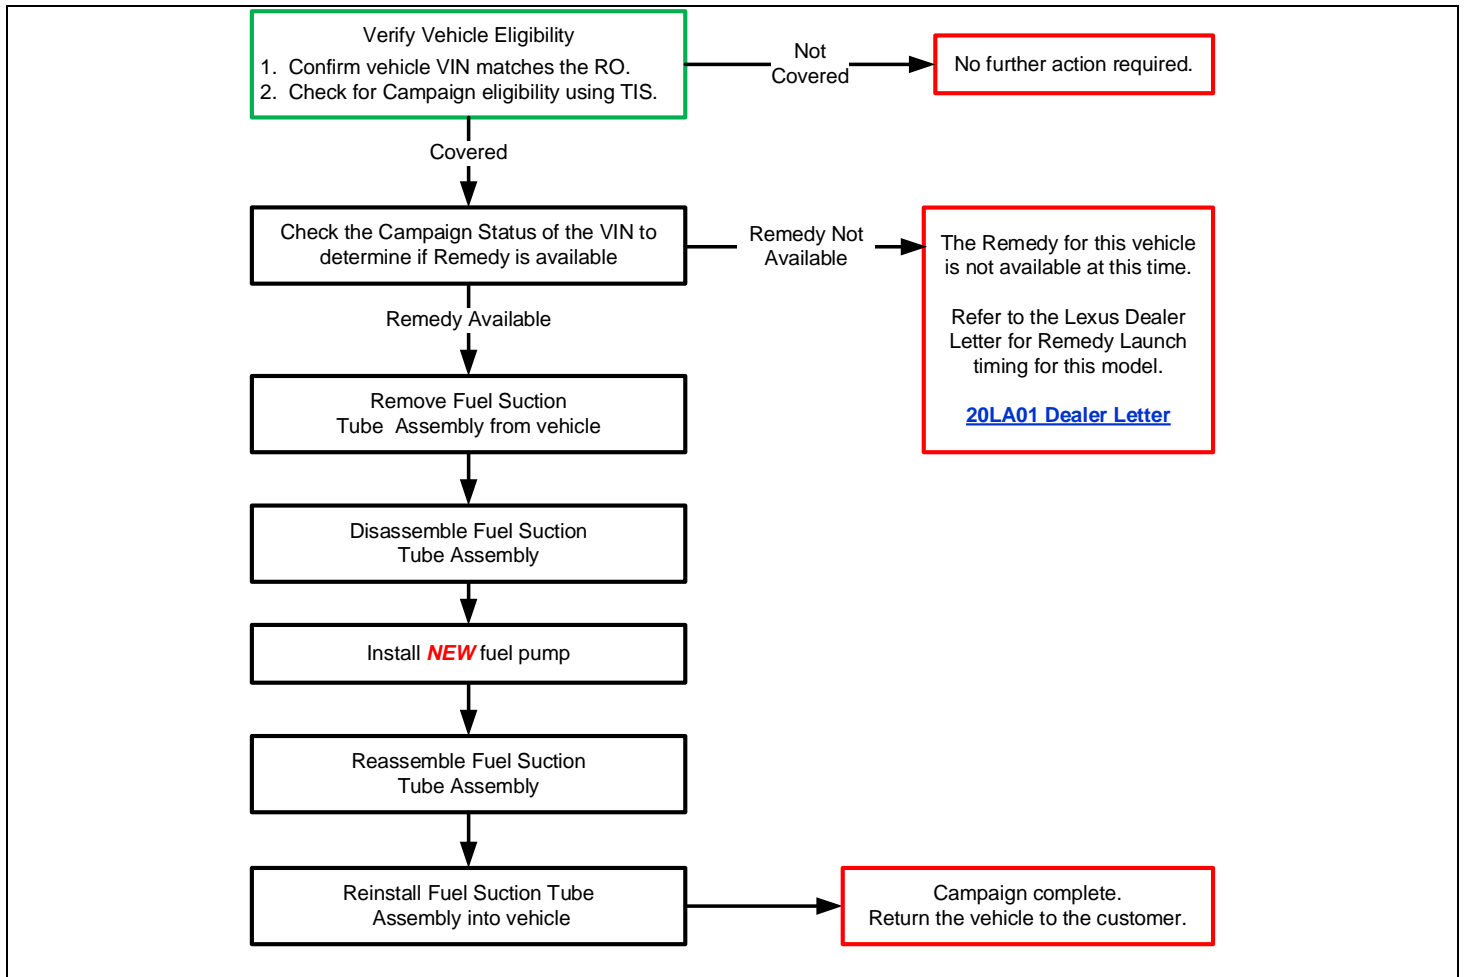 Verify Vehicle Eligibility
1. Confirm vehicle VIN matches the RO.
2. Check for Campaign eligibility using TIS.
Not
Covered
No further action required.
Covered
Check the Campaign Status of the VIN to
determine if Remedy is available
Remedy Not
Available
The Remedy for this vehicle
is not available at this time.
Refer to the Lexus Dealer
Letter for Remedy Launch
timing for this model.
20LA01 Dealer Letter
Remedy Available
Remove Fuel Suction
Tube Assembly from vehicle
Disassemble Fuel Suction
Tube Assembly
Install NEW fuel pump
Reassemble Fuel Suction
Tube Assembly
Reinstall Fuel Suction Tube
Assembly into vehicle
Campaign complete.
Return the vehicle to the customer.